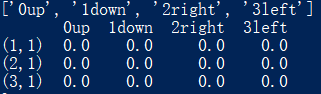 ['0up', '1down', '2right', '3left']
0up 1down 2right 3left
(1, 1) 0.0 0.0 0.0 0.0
(2, 1) 0.0 0.0 0.0 0.0
(3, 1) 0.0 0.0 0.0 0.0